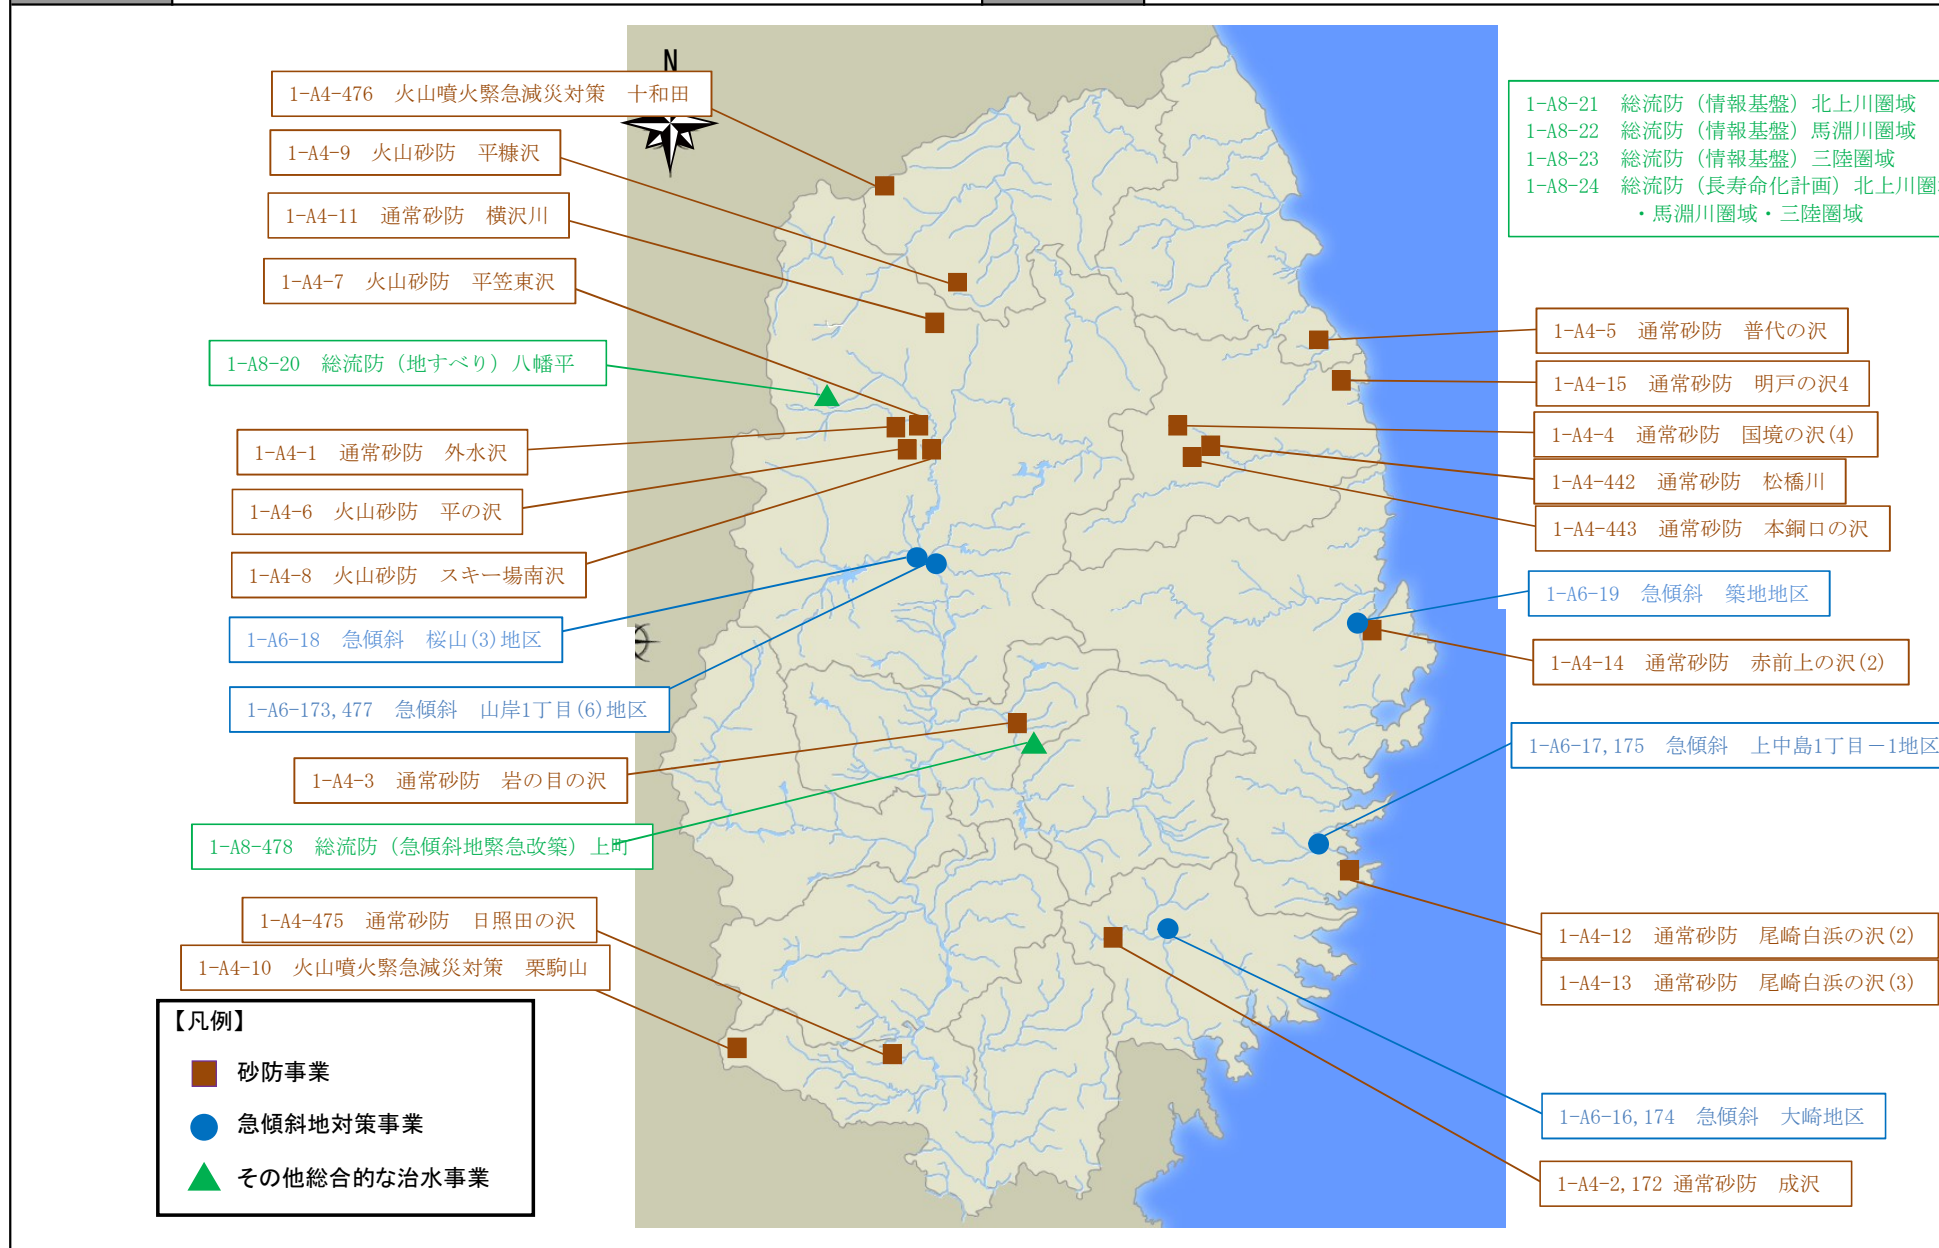 N
1-A4-476 火山噴火緊急減災対策 十和田
1-A4-9 火山砂防 平糠沢
1-A4-11 通常砂防 横沢川
1-A4-7 火山砂防 平笠東沢
1-A8-20 総流防（地すべり）八幡平
1-A4-1 通常砂防 外水沢
1-A4-6 火山砂防 平の沢
1-A4-8 火山砂防 スキー場南沢
1-A6-18 急傾斜 桜山(3)地区
1-A6-173,477 急傾斜 山岸1丁目(6)地区
1-A4-3 通常砂防 岩の目の沢
1-A8-478 総流防（急傾斜地緊急改築）上町
1-A4-475 通常砂防 日照田の沢
1-A4-10 火山噴火緊急減災対策 栗駒山
【凡例】
砂防事業
急傾斜地対策事業
その他総合的な治水事業
1-A8-21 総流防（情報基盤）北上川圏域
1-A8-22 総流防（情報基盤）馬淵川圏域
1-A8-23 総流防（情報基盤）三陸圏域
1-A8-24 総流防（長寿命化計画）北上川圏
・馬淵川圏域・三陸圏域
1-A4-5 通常砂防 普代の沢
1-A4-15 通常砂防 明戸の沢4
1-A4-4 通常砂防 国境の沢(4)
1-A4-442 通常砂防 松橋川
1-A4-443 通常砂防 本銅口の沢
1-A6-19 急傾斜 築地地区
1-A4-14 通常砂防 赤前上の沢(2)
1-A6-17,175 急傾斜 上中島1丁目－1地区
1-A4-12 通常砂防 尾崎白浜の沢(2)
1-A4-13 通常砂防 尾崎白浜の沢(3)
1-A6-16,174 急傾斜 大崎地区
1-A4-2,172 通常砂防 成沢